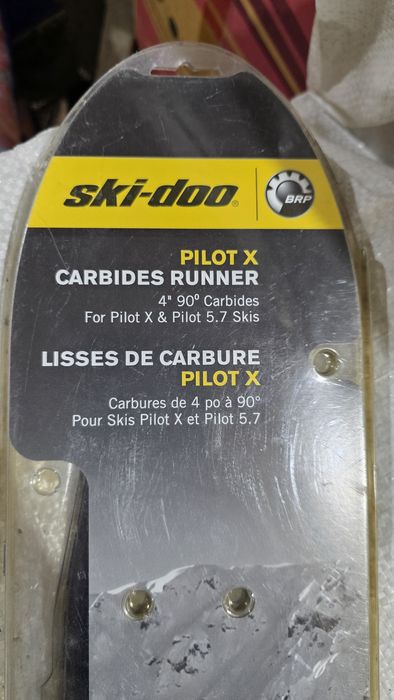 ski-doo® BRP
PILOT X
CARBIDES RUNNER
4" 90° Carbides
For Pilot X & Pilot 5.7 Skis
LISSES DE CARBURE
PILOT X
Carbures de 4 po à 90°
Pour Skis Pilot X et Pilot 5.7